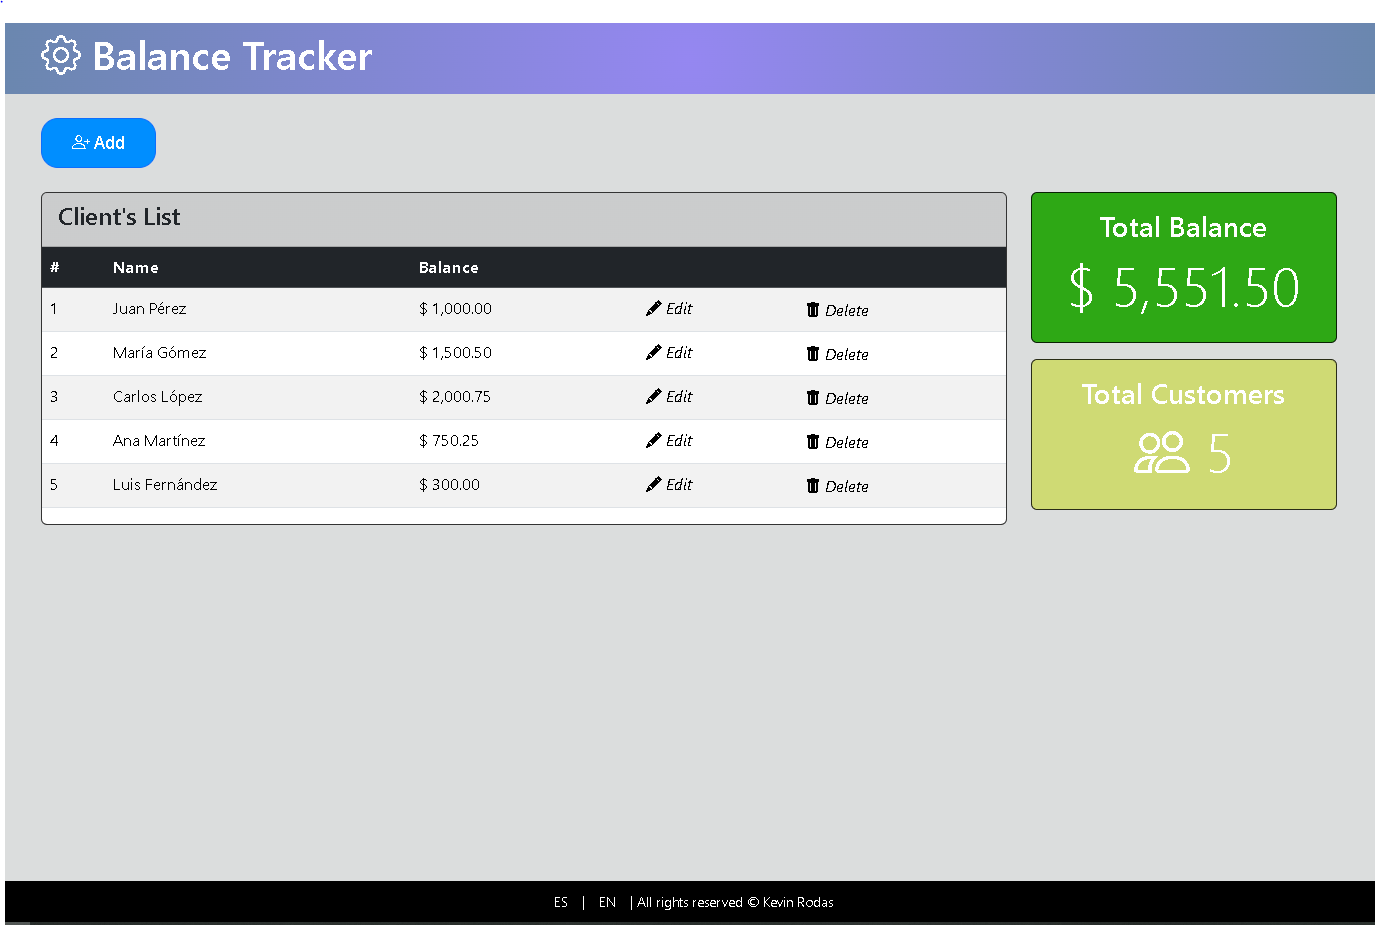 Balance Tracker
Add
Client's List
# Name Balance
1 Juan Pérez $ 1,000.00 Edit Delete
2 María Gómez $ 1,500.50 Edit Delete
3 Carlos López $ 2,000.75 Edit Delete
4 Ana Martínez $ 750.25 Edit Delete
5 Luis Fernández $ 300.00 Edit Delete
Total Balance
$ 5,551.50
Total Customers
5
ES | EN | All rights reserved © Kevin Rodas